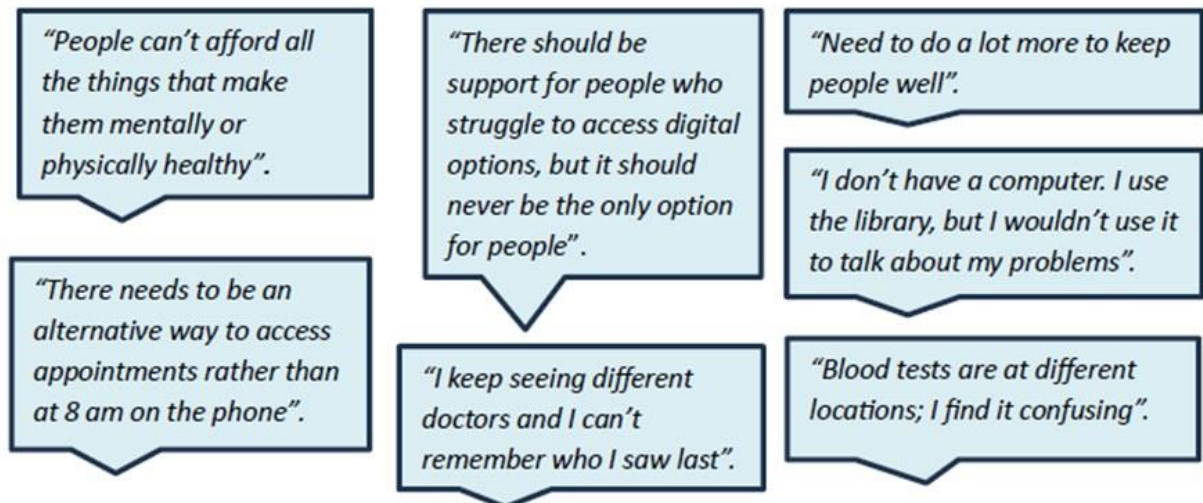 “People can’t afford all
the things that make
them mentally or
physically healthy”.
“There needs to be an
alternative way to access
appointments rather than
at 8 am on the phone”.
“There should be
support for people who
struggle to access digital
options, but it should
never be the only option
for people” .
“I keep seeing different
doctors and I can’t
remember who I saw last”.
“Need to do a lot more to keep
people well”.
“I don’t have a computer. I use
the library, but I wouldn’t use it
to talk about my problems”.
“Blood tests are at different
locations; I find it confusing”.